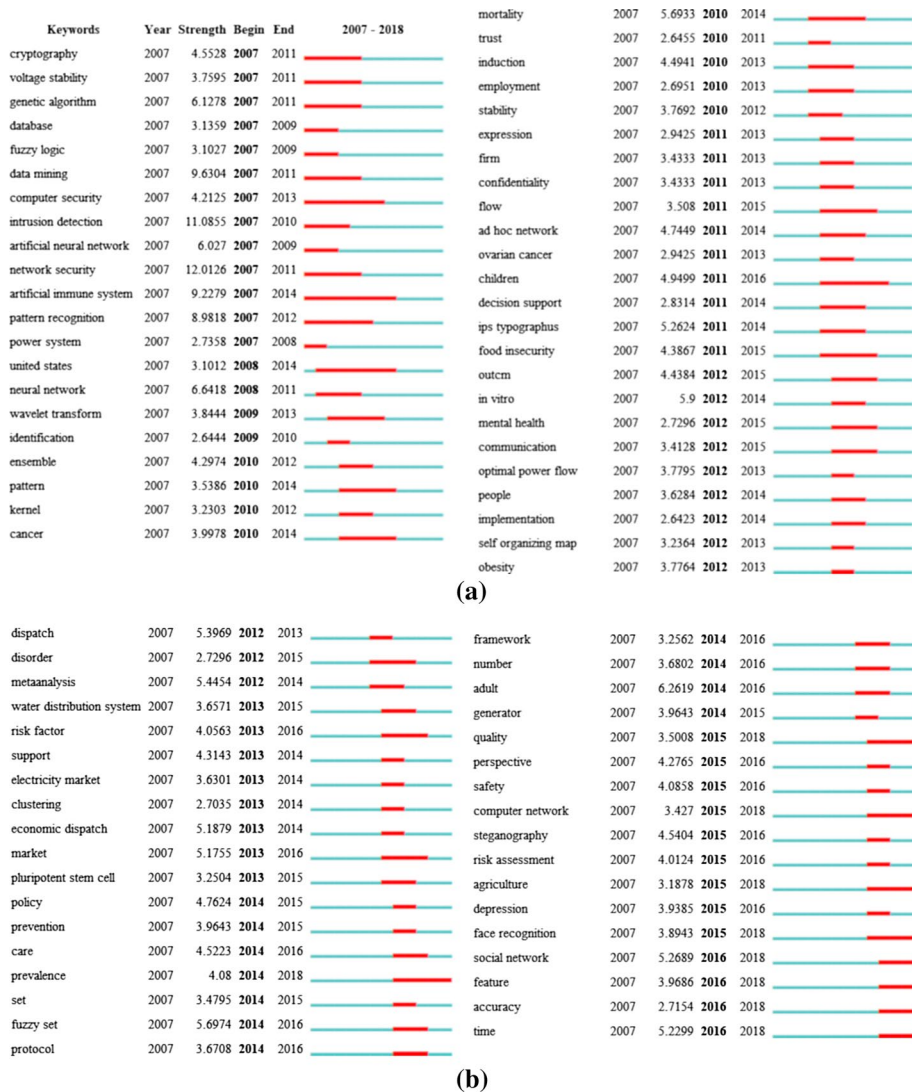 Keywords Year Strength Begin End 2007 - 2018
cryptography 2007 4.5528 2007 2011
voltage stability 2007 3.7595 2007 2011
genetic algorithm 2007 6.1278 2007 2011
database 2007 3.1359 2007 2009
fuzzy logic 2007 3.1027 2007 2009
data mining 2007 9.6304 2007 2011
computer security 2007 4.2125 2007 2013
intrusion detection 2007 11.0855 2007 2010
artificial neural network 2007 6.027 2007 2009
network security 2007 12.0126 2007 2011
artificial immune system 2007 9.2279 2007 2014
pattern recognition 2007 8.9818 2007 2012
power system 2007 2.7358 2007 2008
united states 2007 3.1012 2008 2014
neural network 2007 6.6418 2008 2011
wavelet transform 2007 3.8444 2009 2013
identification 2007 2.6444 2009 2010
ensemble 2007 4.2974 2010 2012
pattern 2007 3.5386 2010 2014
kernel 2007 3.2303 2010 2012
cancer 2007 3.9978 2010 2014
mortality 2007 5.6933 2010 2014
trust 2007 2.6455 2010 2011
induction 2007 4.4941 2010 2013
employment 2007 2.6951 2010 2013
stability 2007 3.7692 2010 2012
expression 2007 2.9425 2011 2013
firm 2007 3.4333 2011 2013
confidentiality 2007 3.4333 2011 2013
flow 2007 3.508 2011 2015
ad hoc network 2007 4.7449 2011 2014
ovarian cancer 2007 2.9425 2011 2013
children 2007 4.9499 2011 2016
decision support 2007 2.8314 2011 2014
ips typographus 2007 5.2624 2011 2014
food insecurity 2007 4.3867 2011 2015
outcm 2007 4.4384 2012 2015
in vitro 2007 5.9 2012 2014
mental health 2007 2.7296 2012 2015
communication 2007 3.4128 2012 2015
optimal power flow 2007 3.7795 2012 2013
people 2007 3.6284 2012 2014
implementation 2007 2.6423 2012 2014
self organizing map 2007 3.2364 2012 2013
obesity 2007 3.7764 2012 2013
(a)
dispatch 2007 5.3969 2012 2013
disorder 2007 2.7296 2012 2015
metaanalysis 2007 5.4454 2012 2014
water distribution system 2007 3.6571 2013 2015
risk factor 2007 4.0563 2013 2016
support 2007 4.3143 2013 2014
electricity market 2007 3.6301 2013 2014
clustering 2007 2.7035 2013 2014
economic dispatch 2007 5.1879 2013 2014
market 2007 5.1755 2013 2016
pluripotent stem cell 2007 3.2504 2013 2015
policy 2007 4.7624 2014 2015
prevention 2007 3.9643 2014 2015
care 2007 4.5223 2014 2016
prevalence 2007 4.08 2014 2018
set 2007 3.4795 2014 2015
fuzzy set 2007 5.6974 2014 2016
protocol 2007 3.6708 2014 2016
framework 2007 3.2562 2014 2016
number 2007 3.6802 2014 2016
adult 2007 6.2619 2014 2016
generator 2007 3.9643 2014 2015
quality 2007 3.5008 2015 2018
perspective 2007 4.2765 2015 2016
safety 2007 4.0858 2015 2016
computer network 2007 3.427 2015 2018
steganography 2007 4.5404 2015 2016
risk assessment 2007 4.0124 2015 2016
agriculture 2007 3.1878 2015 2018
depression 2007 3.9385 2015 2016
face recognition 2007 3.8943 2015 2018
social network 2007 5.2689 2016 2018
feature 2007 3.9686 2016 2018
accuracy 2007 2.7154 2016 2018
time 2007 5.2299 2016 2018
(b)